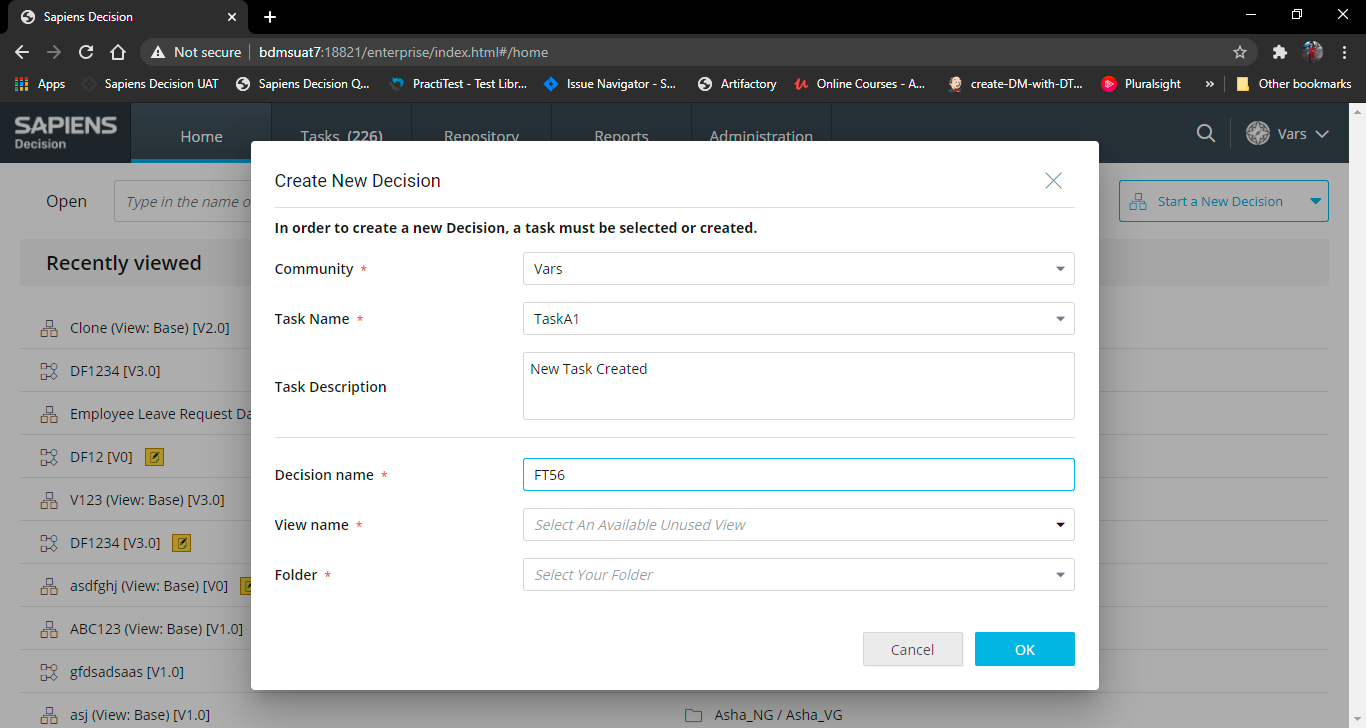 Sapiens Decision
Not secure bdmsuat7:18821/enterprise/index.html#/home
Apps Sapiens Decision UAT Sapiens Decision Q... PractiTest - Test Libr... Issue Navigator - S... Artifactory Online Courses - A... create-DM-with-DT... Pluralsight » Other bookmarks
SAPIENS
Decision
Home Tasks (226) Repository Reports Administration Vars
Create New Decision
Open Type in the name o Start a New Decision
In order to create a new Decision, a task must be selected or created.
Recently viewed
Community * Vars
Task Name * TaskA1
Clone (View: Base) [V2.0]
DF1234 [V3.0]
Task Description New Task Created
Employee Leave Request Da
DF12 [V0]
Decision name * FT56
V123 (View: Base) [V3.0]
View name * Select An Available Unused View
DF1234 [V3.0]
Folder * Select Your Folder
asdfghj (View: Base) [V0]
ABC123 (View: Base) [V1.0]
Cancel OK
gfdsadsaas [V1.0]
asj (View: Base) [V1.0] Asha_NG / Asha_VG